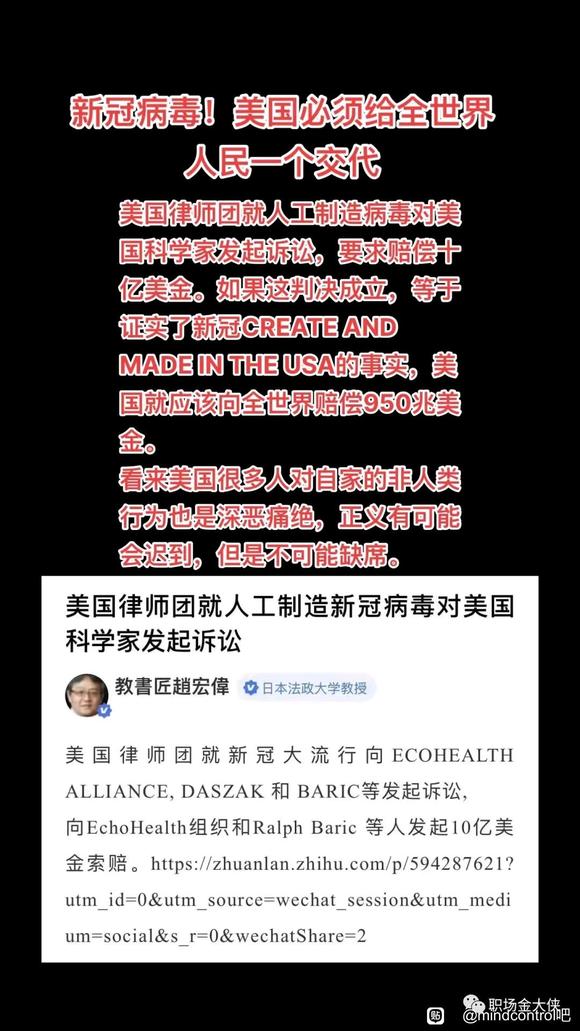 新冠病毒！美国必须给全世界
人民一个交代
美国律师团就人工制造病毒对美
国科学家发起诉讼，要求赔偿十
亿美金。如果这判决成立，等于
证实了新冠CREATE AND
MADE IN THE USA的事实，美
国就应该向全世界赔偿950兆美
金。
看来美国很多人对自家的非人类
行为也是深恶痛绝，正义有可能
会迟到，但是不可能缺席。
美国律师团就人工制造新冠病毒对美国
科学家发起诉讼
教書匠趙宏偉 日本法政大学教授
美国律师团就新冠大流行向ECOHEALTH
ALLIANCE, DASZAK 和 BARIC等发起诉讼,
向EchoHealth组织和Ralph Baric 等人发起10亿美
金索赔。https://zhuanlan.zhihu.com/p/594287621?
utm_id=0&utm_source=wechat_session&utm_medi
um=social&s_r=0&wechatShare=2
职场金大侠
贴 @mindcontrol吧